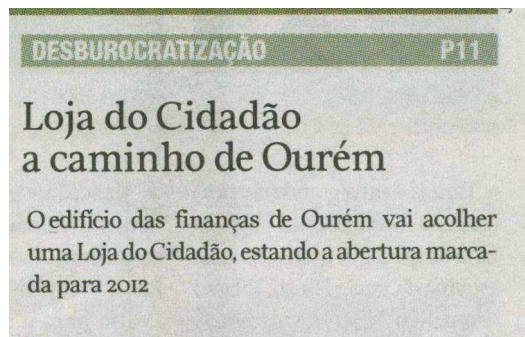 DESBUROCRATIZAÇÃO P11
Loja do Cidadão
a caminho de Ourém
O edifício das finanças de Ourém vai acolher
uma Loja do Cidadão, estando a abertura marca-
da para 2012